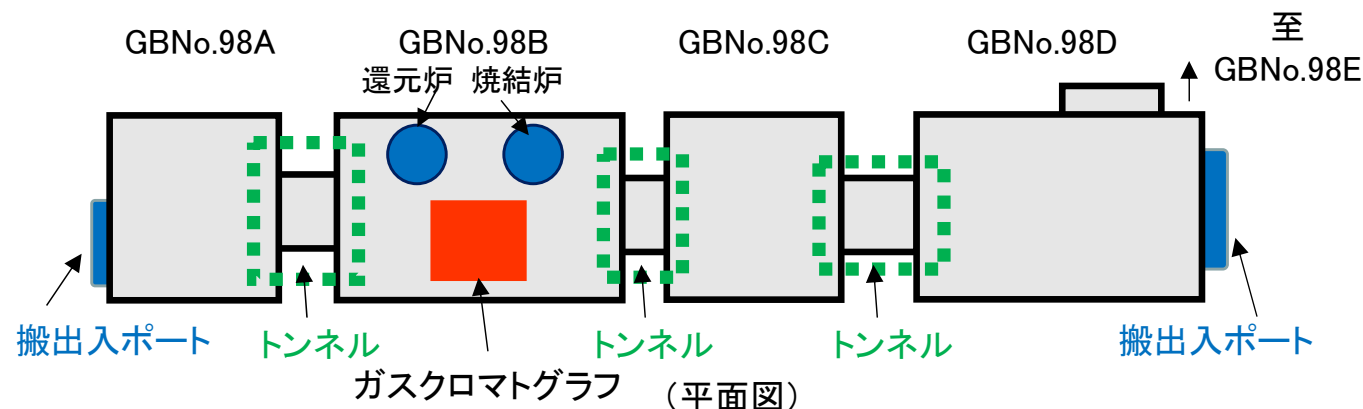 GBNo.98A
GBNo.98B
GBNo.98C
GBNo.98D
至
GBNo.98E
還元炉
焼結炉
搬出入ポート
トンネル
トンネル
トンネル
搬出入ポート
ガスクロマトグラフ
(平面図)